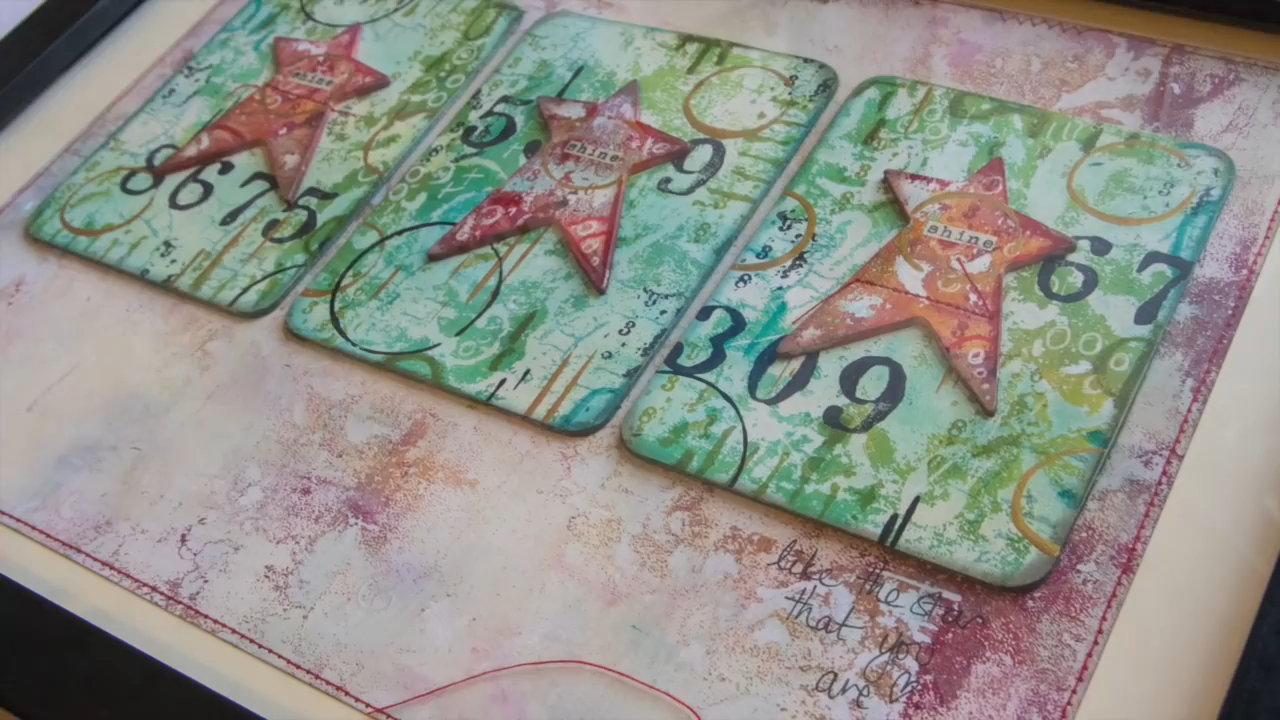 shine
8675
5
shine
9
shine
67
309
like the star
that you
are